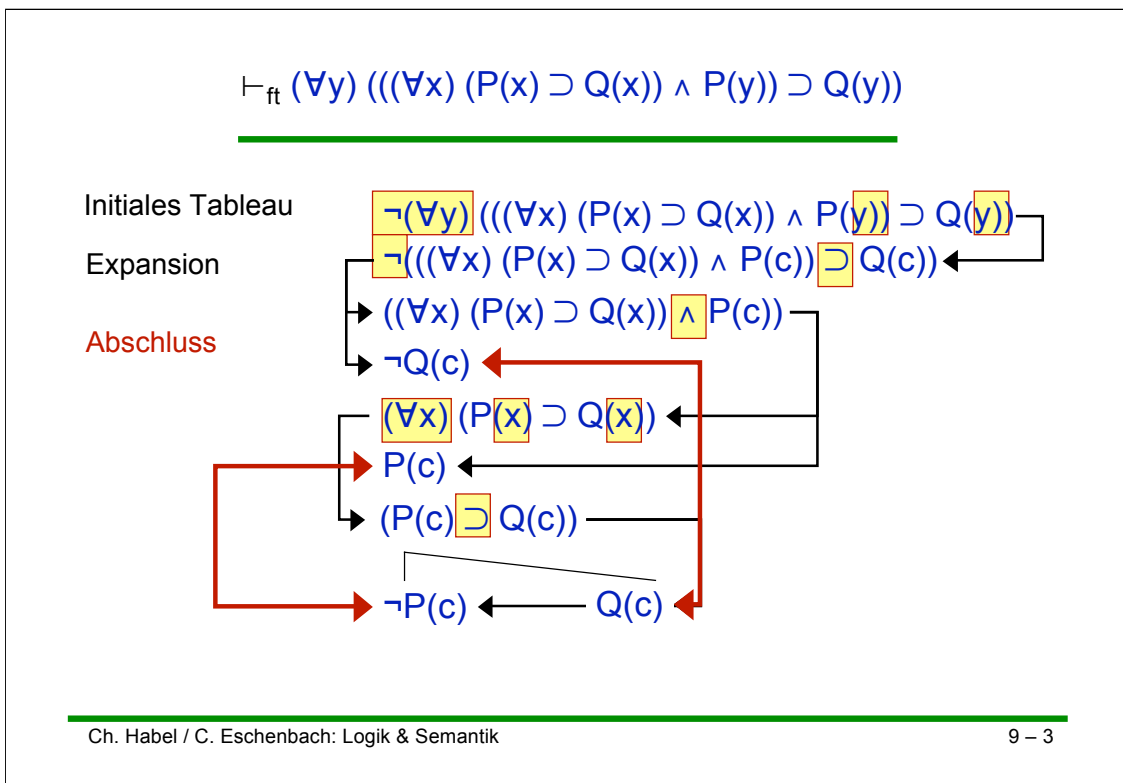 ⊢ft (∀y) (((∀x) (P(x) ⊃ Q(x)) ∧ P(y)) ⊃ Q(y))
Initiales Tableau
¬(∀y) (((∀x) (P(x) ⊃ Q(x)) ∧ P(y)) ⊃ Q(y))
Expansion
¬(((∀x) (P(x) ⊃ Q(x)) ∧ P(c)) ⊃ Q(c))
((∀x) (P(x) ⊃ Q(x)) ∧ P(c))
Abschluss
¬Q(c)
(∀x) (P(x) ⊃ Q(x))
P(c)
(P(c) ⊃ Q(c))
¬P(c) Q(c)
Ch. Habel / C. Eschenbach: Logik & Semantik 9 – 3